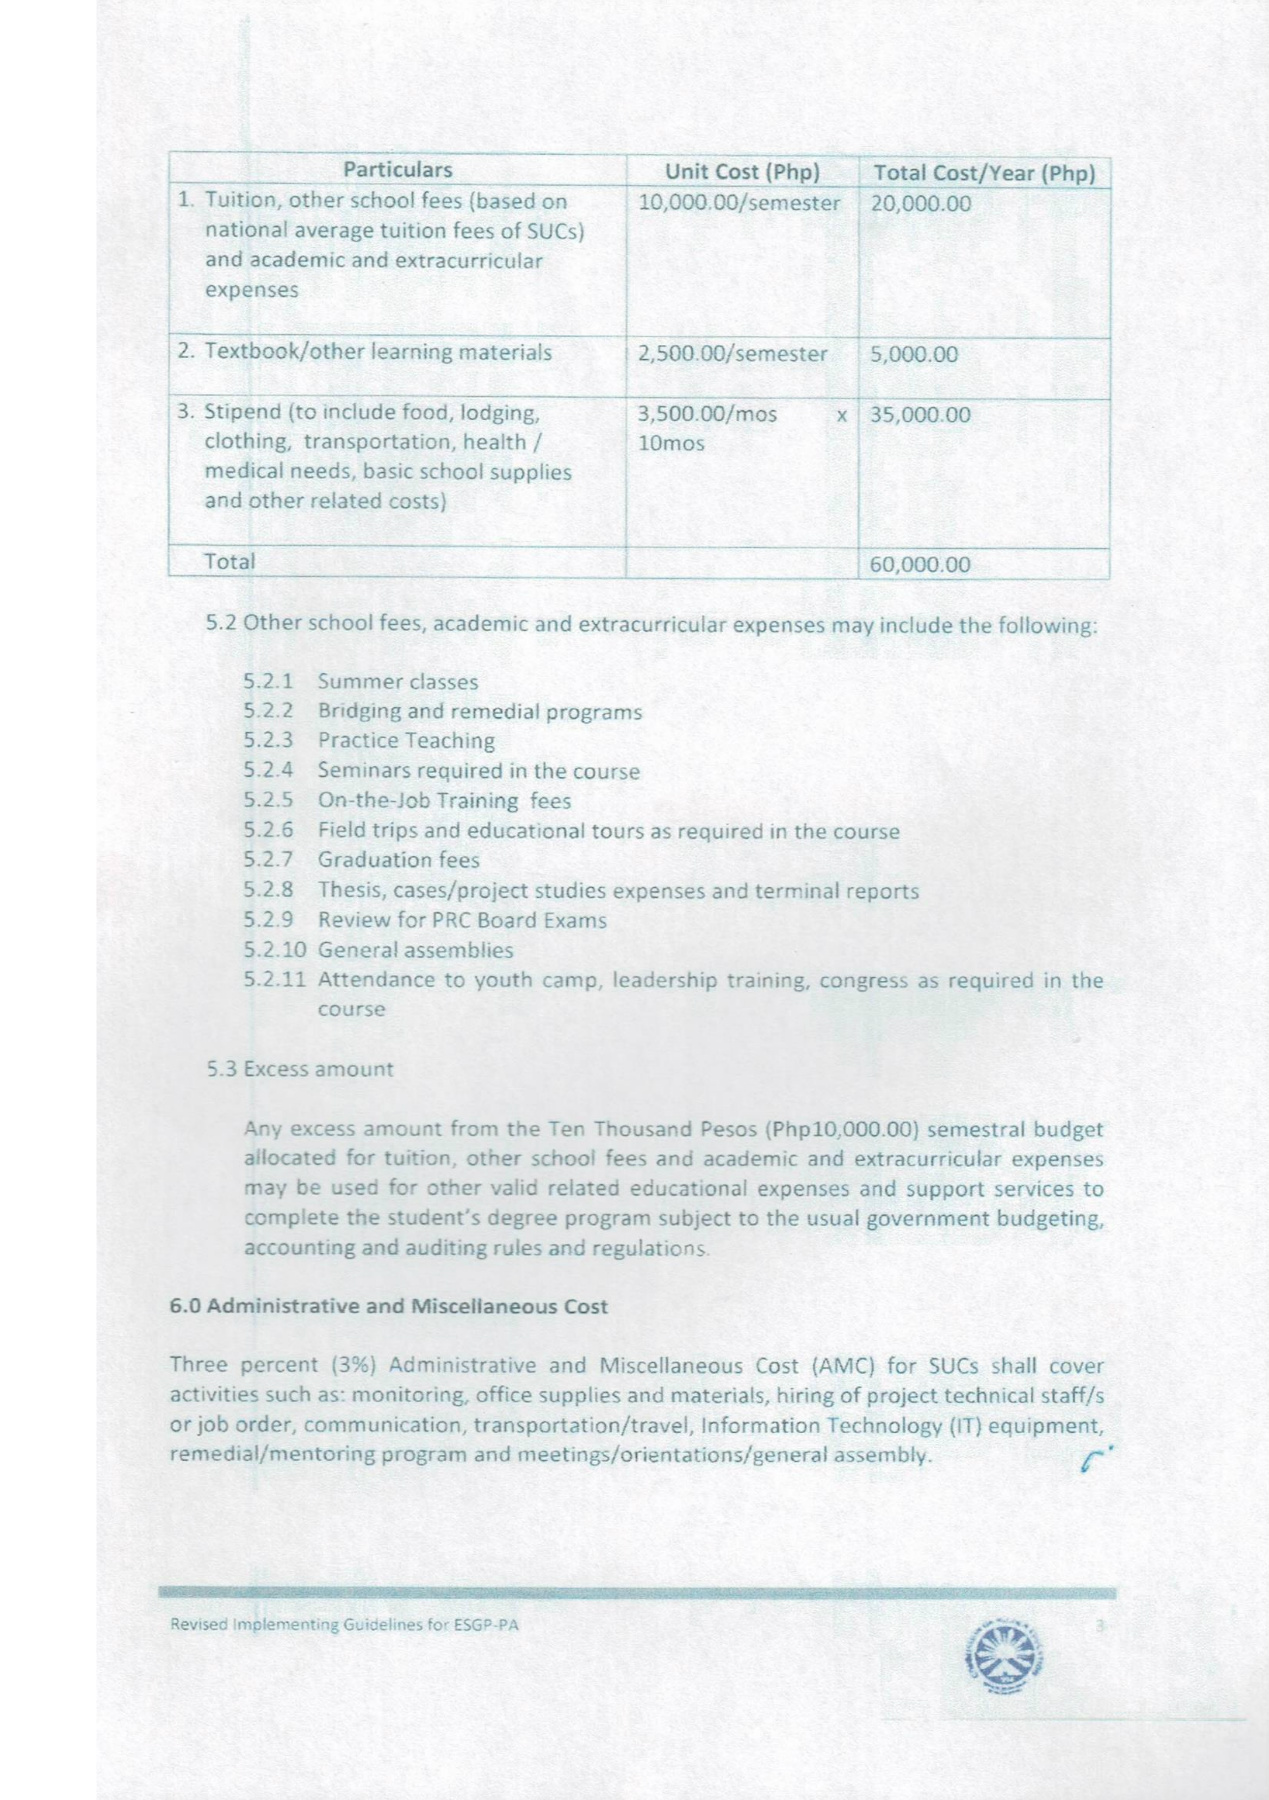 Particulars Unit Cost (Php) Total Cost/Year (Php)
1. Tuition, other school fees (based on 10,000.00/semester 20,000.00
national average tuition fees of SUCs)
and academic and extracurricular
expenses
2. Textbook/other learning materials 2,500.00/semester 5,000.00
3. Stipend (to include food, lodging, 3,500.00/mos x 35,000.00
clothing, transportation, health / 10mos
medical needs, basic school supplies
and other related costs)
Total 60,000.00
5.2 Other school fees, academic and extracurricular expenses may include the following:
5.2.1 Summer classes
5.2.2 Bridging and remedial programs
5.2.3 Practice Teaching
5.2.4 Seminars required in the course
5.2.5 On-the-Job Training fees
5.2.6 Field trips and educational tours as required in the course
5.2.7 Graduation fees
5.2.8 Thesis, cases/project studies expenses and terminal reports
5.2.9 Review for PRC Board Exams
5.2.10 General assemblies
5.2.11 Attendance to youth camp, leadership training, congress as required in the
course
5.3 Excess amount
Any excess amount from the Ten Thousand Pesos (Php10,000.00) semestral budget
allocated for tuition, other school fees and academic and extracurricular expenses
may be used for other valid related educational expenses and support services to
complete the student's degree program subject to the usual government budgeting,
accounting and auditing rules and regulations.
6.0 Administrative and Miscellaneous Cost
Three percent (3%) Administrative and Miscellaneous Cost (AMC) for SUCs shall cover
activities such as: monitoring, office supplies and materials, hiring of project technical staff/s
or job order, communication, transportation/travel, Information Technology (IT) equipment,
remedial/mentoring program and meetings/orientations/general assembly.
Revised Implementing Guidelines for ESGP-PA 3